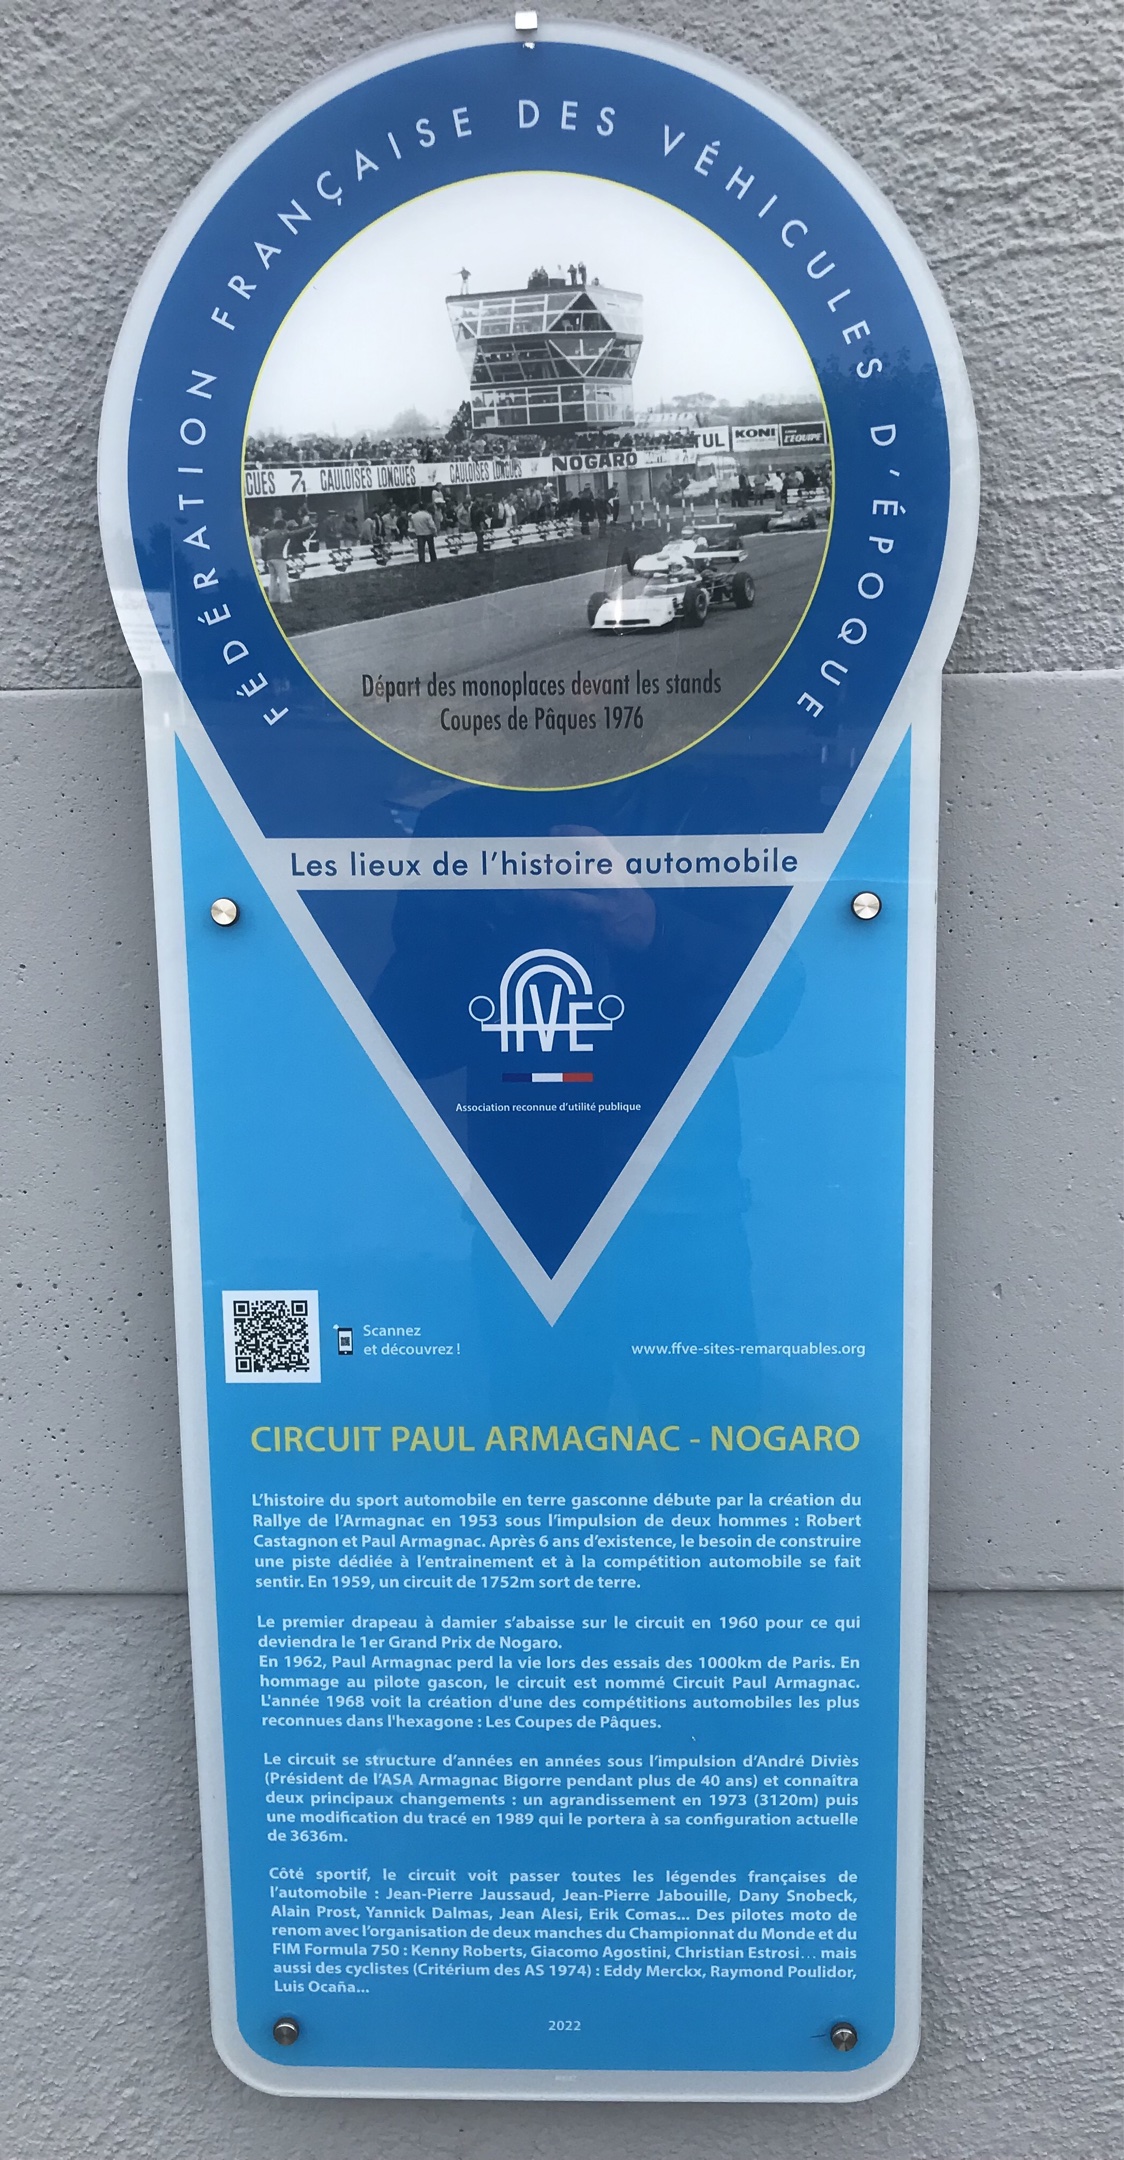 FÉDÉRATION FRANÇAISE DES VÉHICULES D'ÉPOQUE
TUL KONI L'EQUIPE
GUES 7 GAULOISES LONGUES GAULOISES LONGUES NOGARO
Départ des monoplaces devant les stands
Coupes de Pâques 1976
Les lieux de l'histoire automobile
FFVE
Association reconnue d'utilité publique
Scannez
et découvrez !
www.ffve-sites-remarquables.org
CIRCUIT PAUL ARMAGNAC - NOGARO
L'histoire du sport automobile en terre gasconne débute par la création du
Rallye de l'Armagnac en 1953 sous l'impulsion de deux hommes : Robert
Castagnon et Paul Armagnac. Après 6 ans d'existence, le besoin de construire
une piste dédiée à l'entrainement et à la compétition automobile se fait
sentir. En 1959, un circuit de 1752m sort de terre.
Le premier drapeau à damier s'abaisse sur le circuit en 1960 pour ce qui
deviendra le 1er Grand Prix de Nogaro.
En 1962, Paul Armagnac perd la vie lors des essais des 1000km de Paris. En
hommage au pilote gascon, le circuit est nommé Circuit Paul Armagnac.
L'année 1968 voit la création d'une des compétitions automobiles les plus
reconnues dans l'hexagone : Les Coupes de Pâques.
Le circuit se structure d'années en années sous l'impulsion d'André Diviès
(Président de l'ASA Armagnac Bigorre pendant plus de 40 ans) et connaîtra
deux principaux changements : un agrandissement en 1973 (3120m) puis
une modification du tracé en 1989 qui le portera à sa configuration actuelle
de 3636m.
Côté sportif, le circuit voit passer toutes les légendes françaises de
l'automobile : Jean-Pierre Jaussaud, Jean-Pierre Jabouille, Dany Snobeck,
Alain Prost, Yannick Dalmas, Jean Alesi, Erik Comas... Des pilotes moto de
renom avec l'organisation de deux manches du Championnat du Monde et du
FIM Formula 750 : Kenny Roberts, Giacomo Agostini, Christian Estrosi... mais
aussi des cyclistes (Critérium des AS 1974) : Eddy Merckx, Raymond Poulidor,
Luis Ocaña...
2022